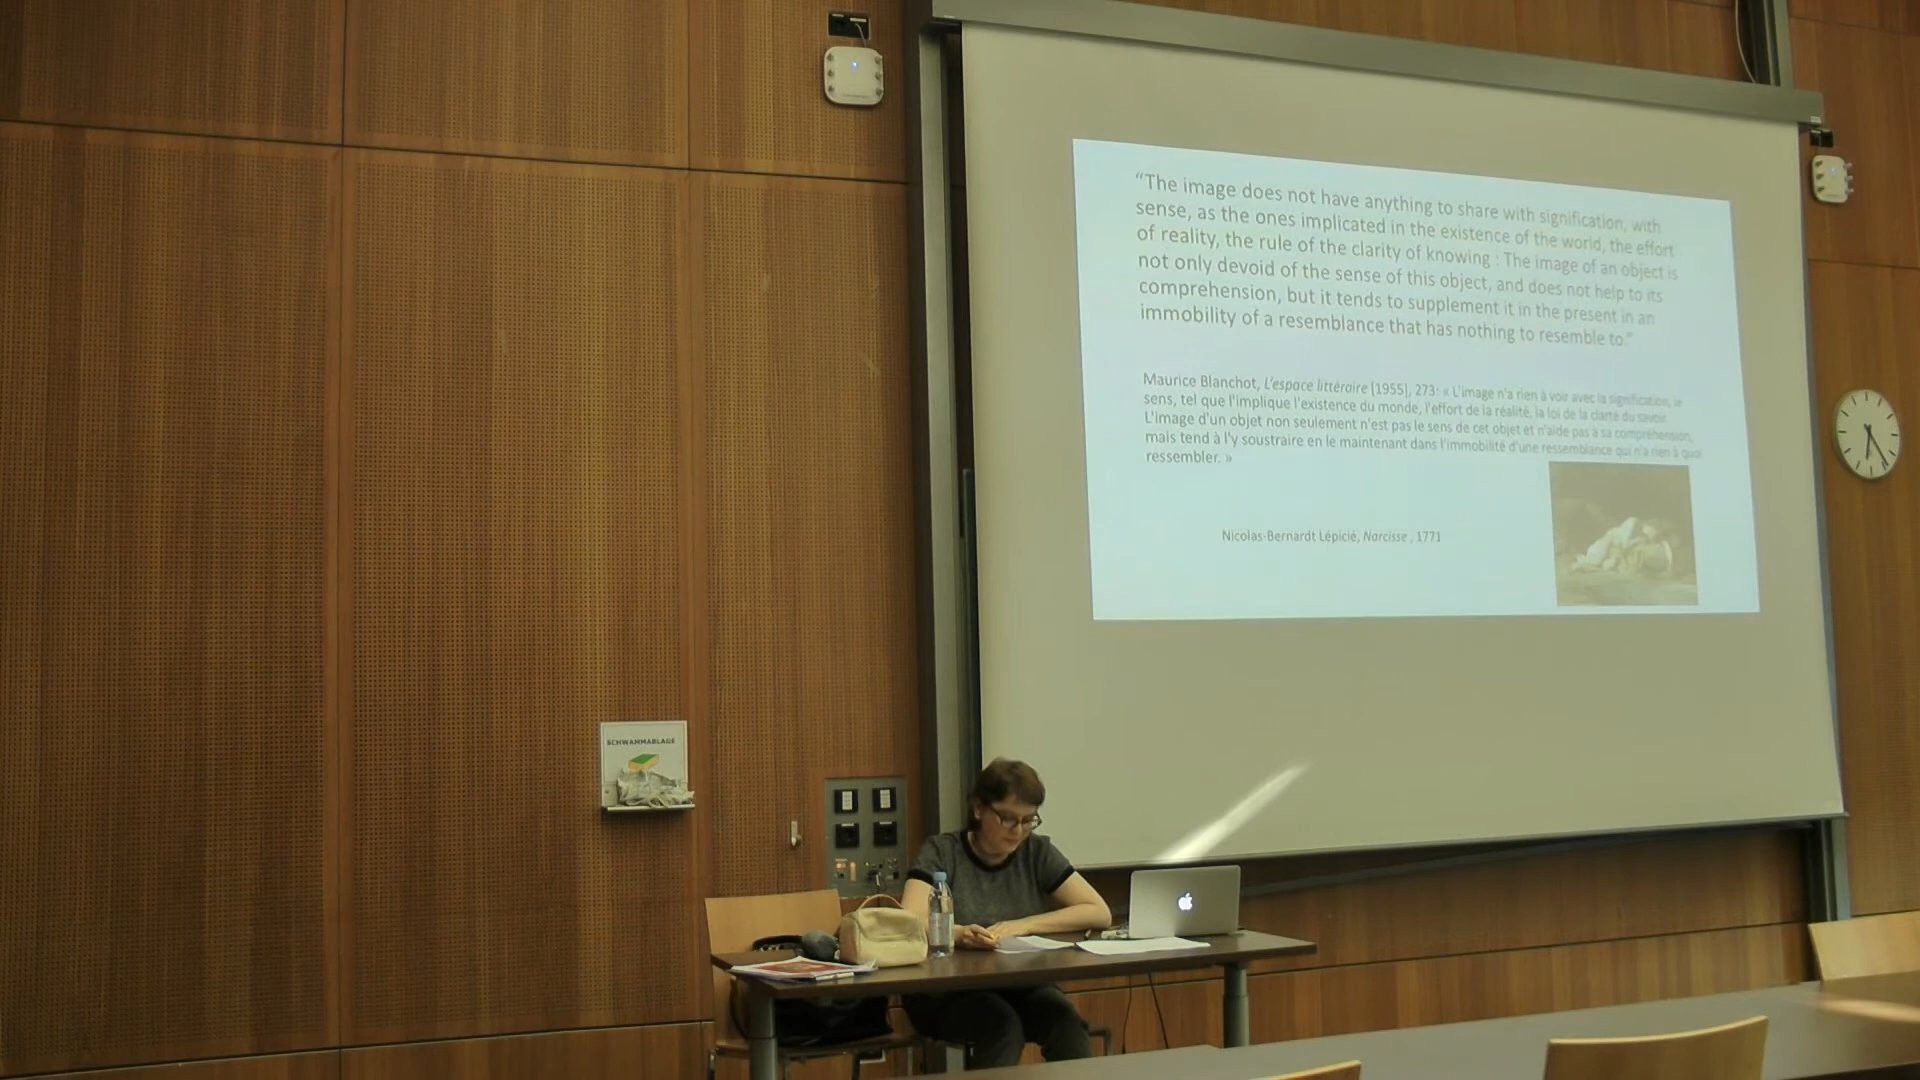 “The image does not have anything to share with signification, with
sense, as the ones implicated in the existence of the world, the effort
of reality, the rule of the clarity of knowing : The image of an object is
not only devoid of the sense of this object, and does not help to its
comprehension, but it tends to supplement it in the present in an
immobility of a resemblance that has nothing to resemble to.”
Maurice Blanchot, L'espace littéraire [1955], 273: « L'image n'a rien à voir avec la signification, le
sens, tel que l'implique l'existence du monde, l'effort de la réalité, la loi de la clarté du savoir
L'image d'un objet non seulement n'est pas le sens de cet objet et n'aide pas à sa compréhension,
mais tend à l'y soustraire en le maintenant dans l'immobilité d'une ressemblance qui n'a rien à quoi
ressembler. »
Nicolas-Bernardt Lépicié, Narcisse , 1771
SCHWAMMABLAGE